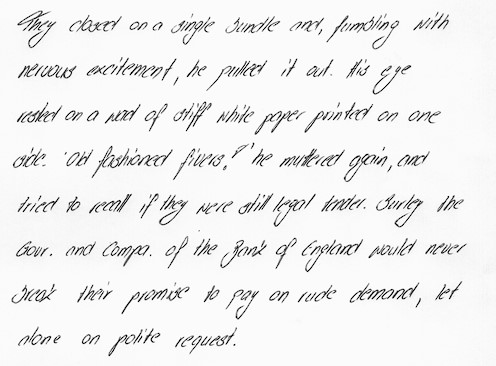 They closed on a single bundle and, fumbling with
nervous excitement, he pulled it out. His eye
rested on a wad of stiff white paper printed on one
side. 'Old fashioned fivers,' he muttered again, and
tried to recall if they were still legal tender. Surley the
Gour. and Compa. of the Bank of England would never
break their promise to pay on rude demand, let
alone on polite request.